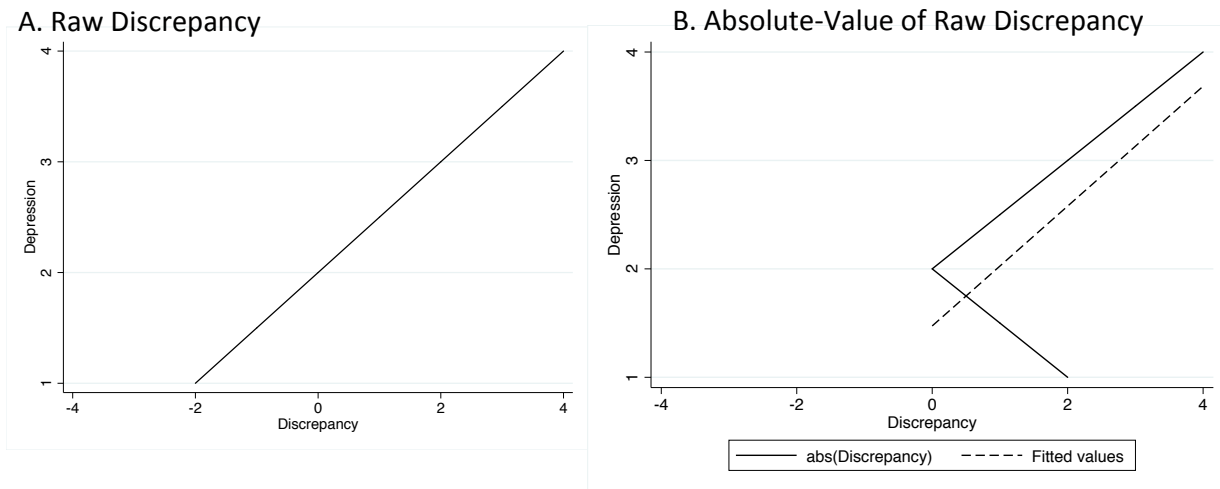 A. Raw Discrepancy
4
3
2
1
Depression
-4 -2 0 2 4
Discrepancy
B. Absolute-Value of Raw Discrepancy
4
3
2
1
Depression
-4 -2 0 2 4
Discrepancy
abs(Discrepancy) Fitted values